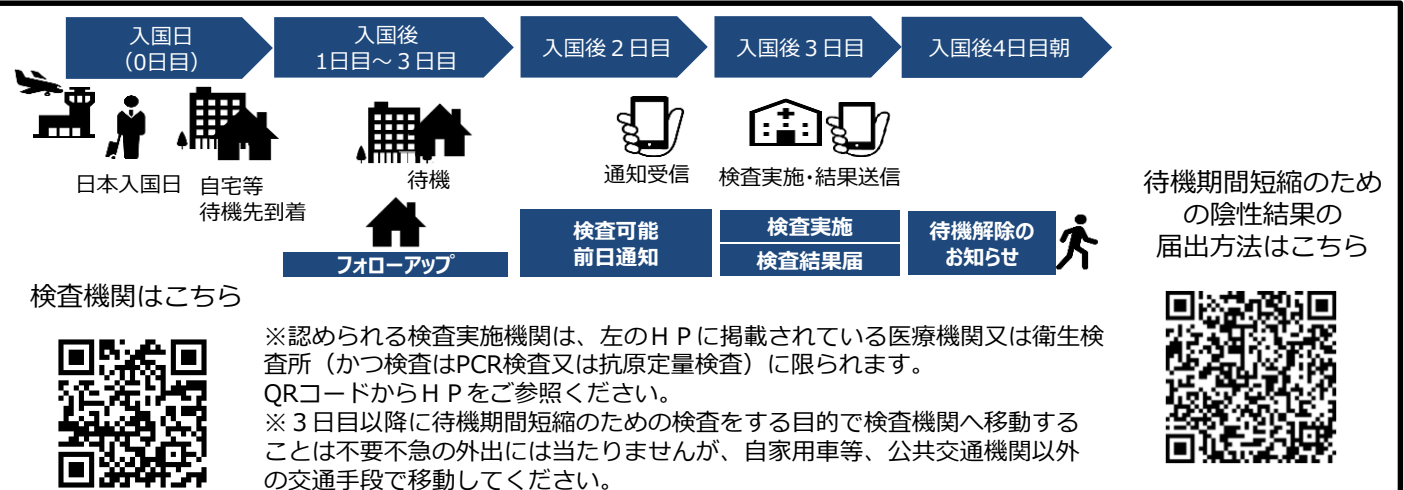 入国日
（0日目）
入国後
1日目～３日目
入国後２日目
入国後３日目
入国後4日目朝
日本入国日
自宅等
待機先到着
待機
通知受信
検査実施・結果送信
フォローアップ
検査可能
前日通知
検査実施
検査結果届
待機解除の
お知らせ
待機期間短縮のため
の陰性結果の
届出方法はこちら
検査機関はこちら
※認められる検査実施機関は、左のＨＰに掲載されている医療機関又は衛生検
査所（かつ検査はPCR検査又は抗原定量検査）に限られます。
QRコードからＨＰをご参照ください。
※３日目以降に待機期間短縮のための検査をする目的で検査機関へ移動する
ことは不要不急の外出には当たりませんが、自家用車等、公共交通機関以外
の交通手段で移動してください。